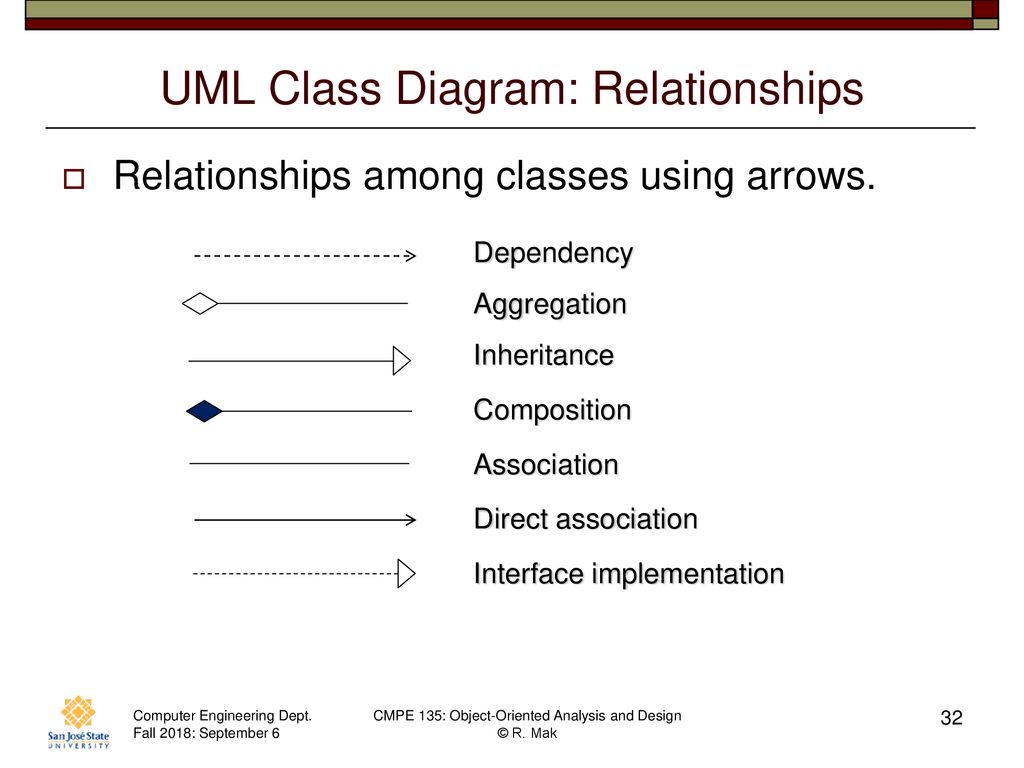 UML Class Diagram: Relationships
Relationships among classes using arrows.
Dependency
Aggregation
Inheritance
Composition
Association
Direct association
Interface implementation
San José State
UNIVERSITY
Computer Engineering Dept.
Fall 2018: September 6
CMPE 135: Object-Oriented Analysis and Design
© R. Mak
32